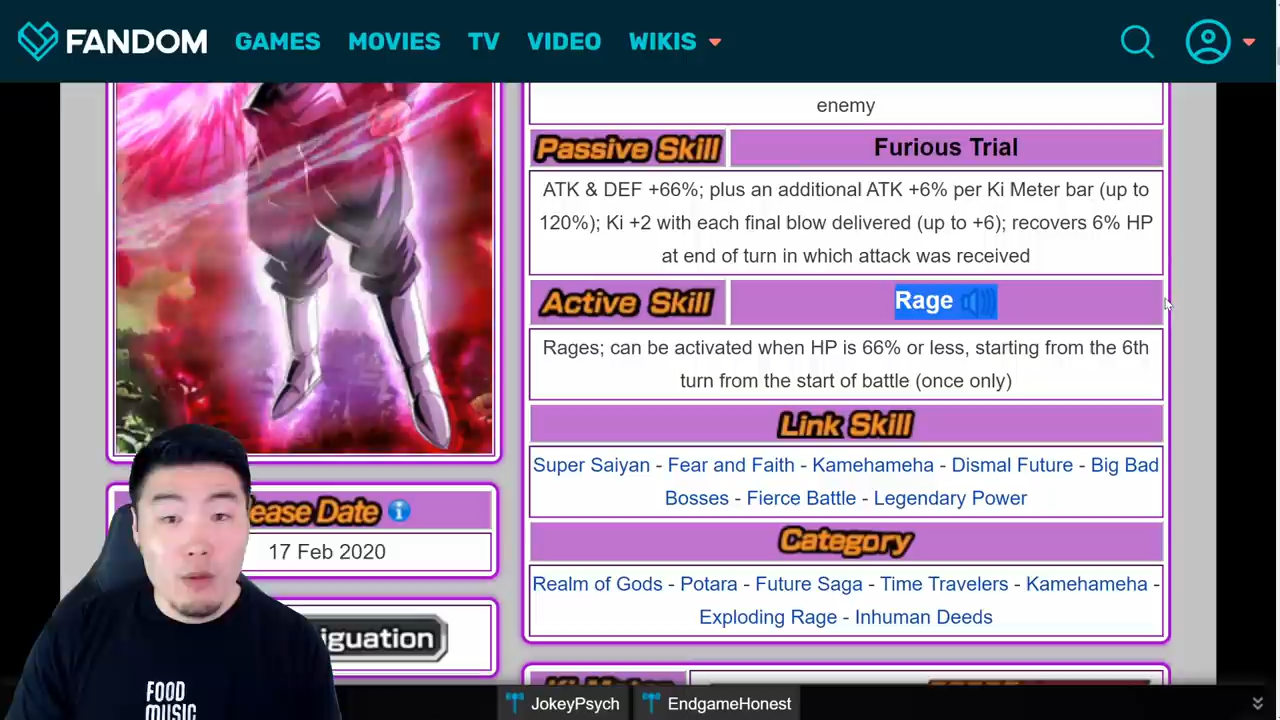 FANDOM GAMES MOVIES TV VIDEO WIKIS
enemy
Passive Skill
Furious Trial
ATK & DEF +66%; plus an additional ATK +6% per Ki Meter bar (up to
120%); Ki +2 with each final blow delivered (up to +6); recovers 6% HP
at end of turn in which attack was received
Active Skill
Rage
Rages; can be activated when HP is 66% or less, starting from the 6th
turn from the start of battle (once only)
Link Skill
Super Saiyan - Fear and Faith - Kamehameha - Dismal Future - Big Bad
Bosses - Fierce Battle - Legendary Power
Category
Realm of Gods - Potara - Future Saga - Time Travelers - Kamehameha -
Exploding Rage - Inhuman Deeds
ease Date
17 Feb 2020
iguation
FOOD
MUSIC
JokeyPsych
EndgameHonest